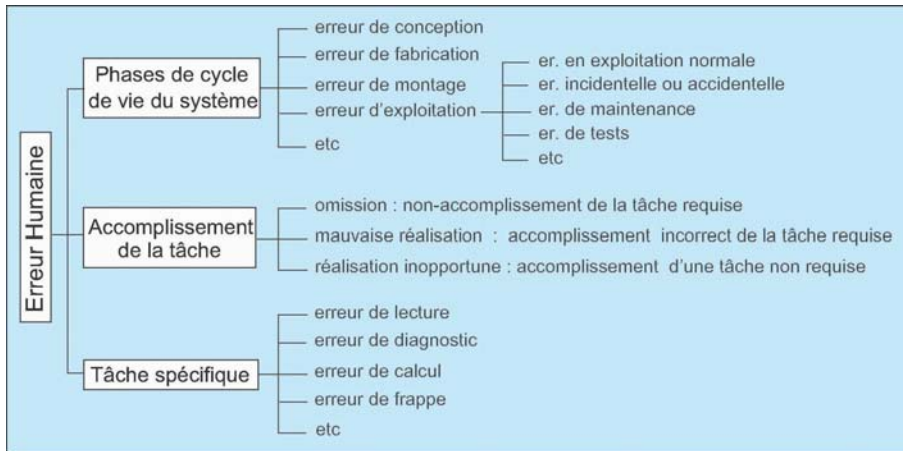 Erreur Humaine
Phases de cycle
de vie du système
erreur de conception
erreur de fabrication
erreur de montage
erreur d'exploitation
etc
er. en exploitation normale
er. incidentelle ou accidentelle
er. de maintenance
er. de tests
etc
Accomplissement
de la tâche
omission : non-accomplissement de la tâche requise
mauvaise réalisation : accomplissement incorrect de la tâche requise
réalisation inopportune : accomplissement d'une tâche non requise
Tâche spécifique
erreur de lecture
erreur de diagnostic
erreur de calcul
erreur de frappe
etc